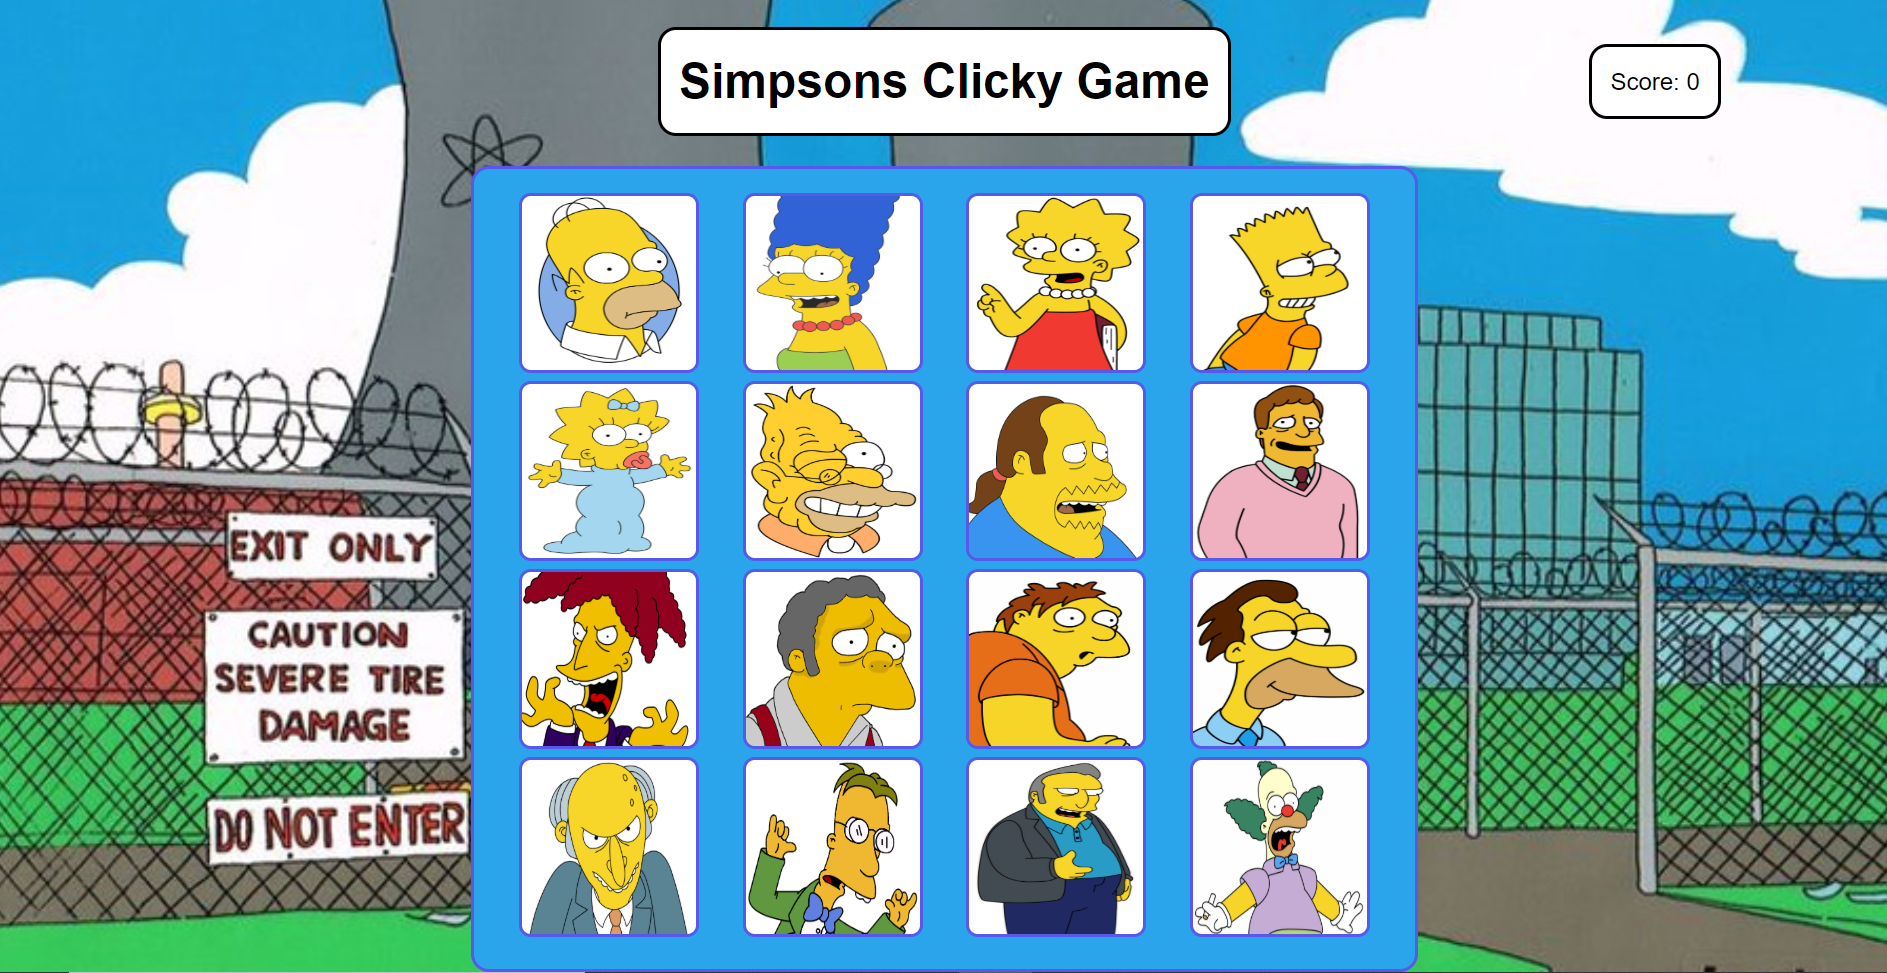 Simpsons Clicky Game
Score: 0
EXIT ONLY
CAUTION
SEVERE TIRE
DAMAGE
DO NOT ENTER